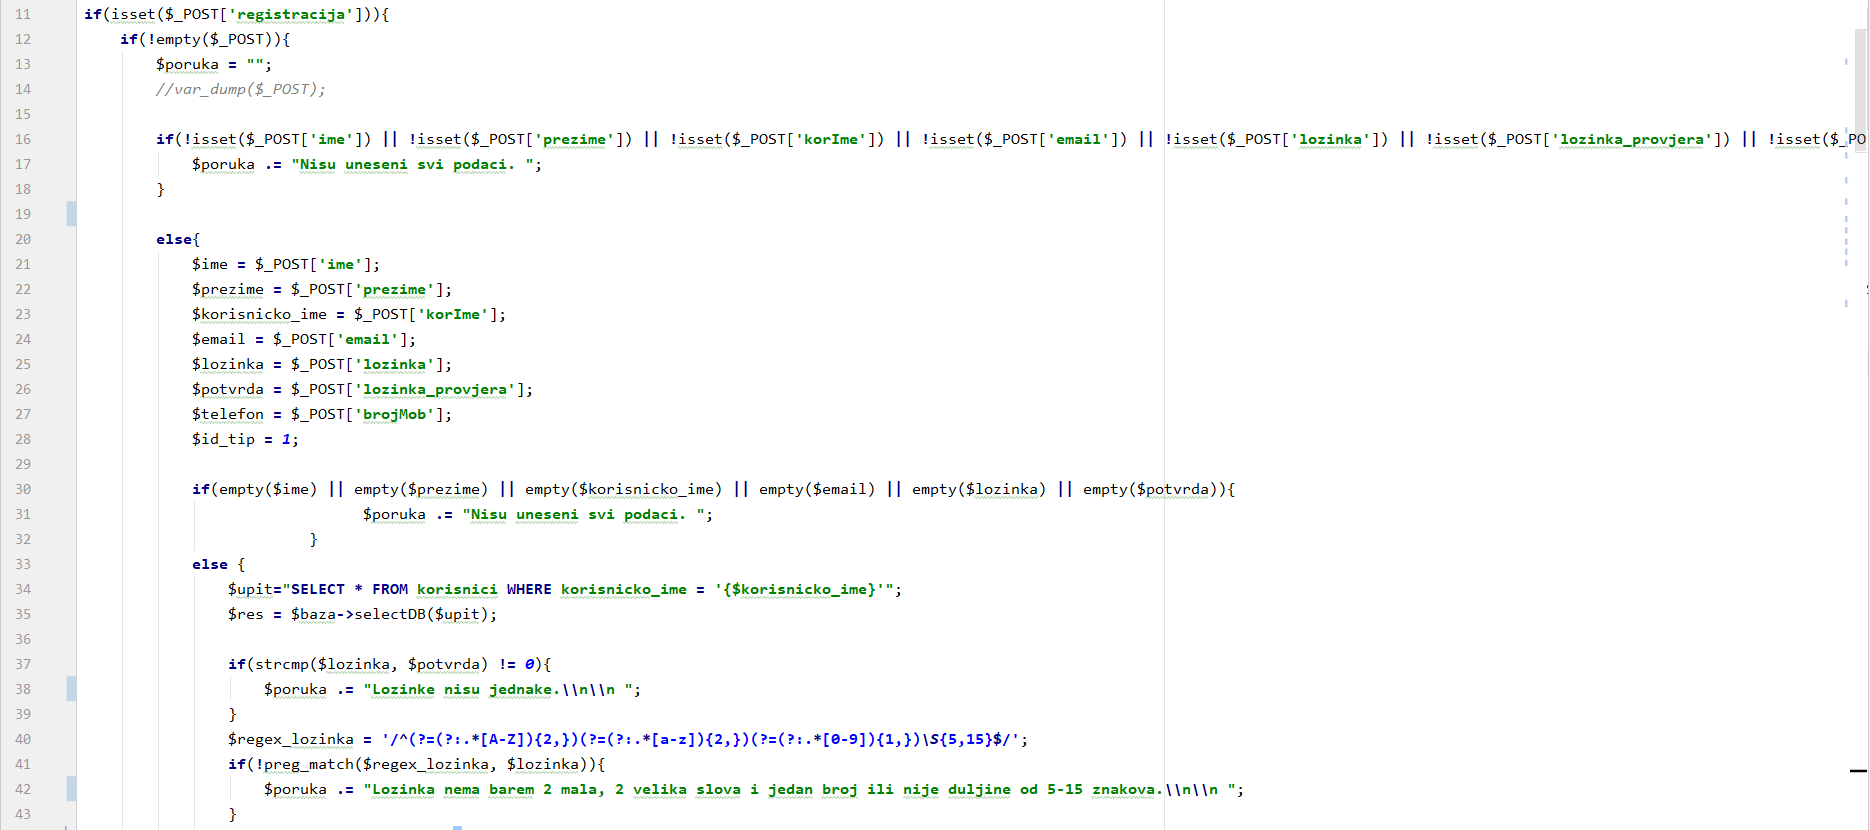 11 if(isset($_POST['registracija'])){
12 if(!empty($_POST)){
13 $poruka = "";
14 //var_dump($_POST);
15
16 if(!isset($_POST['ime']) || !isset($_POST['prezime']) || !isset($_POST['korIme']) || !isset($_POST['email']) || !isset($_POST['lozinka']) || !isset($_POST['lozinka_provjera']) || !isset($_PO
17 $poruka .= "Nisu uneseni svi podaci. ";
18 }
19
20 else{
21 $ime = $_POST['ime'];
22 $prezime = $_POST['prezime'];
23 $korisnicko_ime = $_POST['korIme'];
24 $email = $_POST['email'];
25 $lozinka = $_POST['lozinka'];
26 $potvrda = $_POST['lozinka_provjera'];
27 $telefon = $_POST['brojMob'];
28 $id_tip = 1;
29
30 if(empty($ime) || empty($prezime) || empty($korisnicko_ime) || empty($email) || empty($lozinka) || empty($potvrda)){
31 $poruka .= "Nisu uneseni svi podaci. ";
32 }
33 else {
34 $upit="SELECT * FROM korisnici WHERE korisnicko_ime = '{$korisnicko_ime}'";
35 $res = $baza->selectDB($upit);
36
37 if(strcmp($lozinka, $potvrda) != 0){
38 $poruka .= "Lozinke nisu jednake.\\n\\n ";
39 }
40 $regex_lozinka = '/^(?=(?:.*[A-Z]){2,})(?=(?:.*[a-z]){2,})(?=(?:.*[0-9]){1,})\S{5,15}$/';
41 if(!preg_match($regex_lozinka, $lozinka)){
42 $poruka .= "Lozinka nema barem 2 mala, 2 velika slova i jedan broj ili nije duljine od 5-15 znakova.\\n\\n ";
43 }